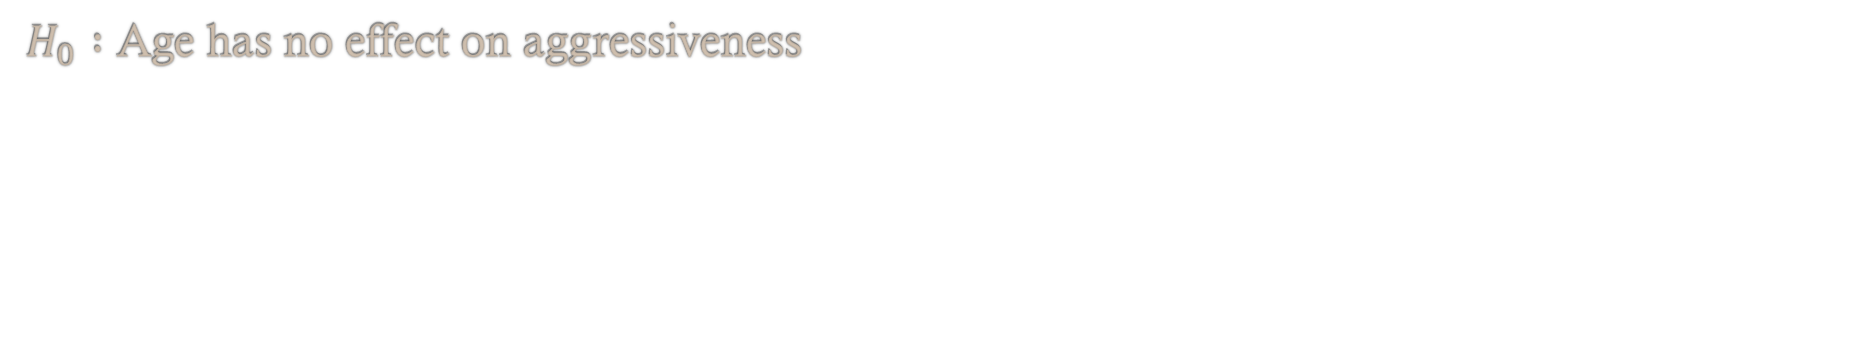 H₀ : Age has no effect on aggressiveness